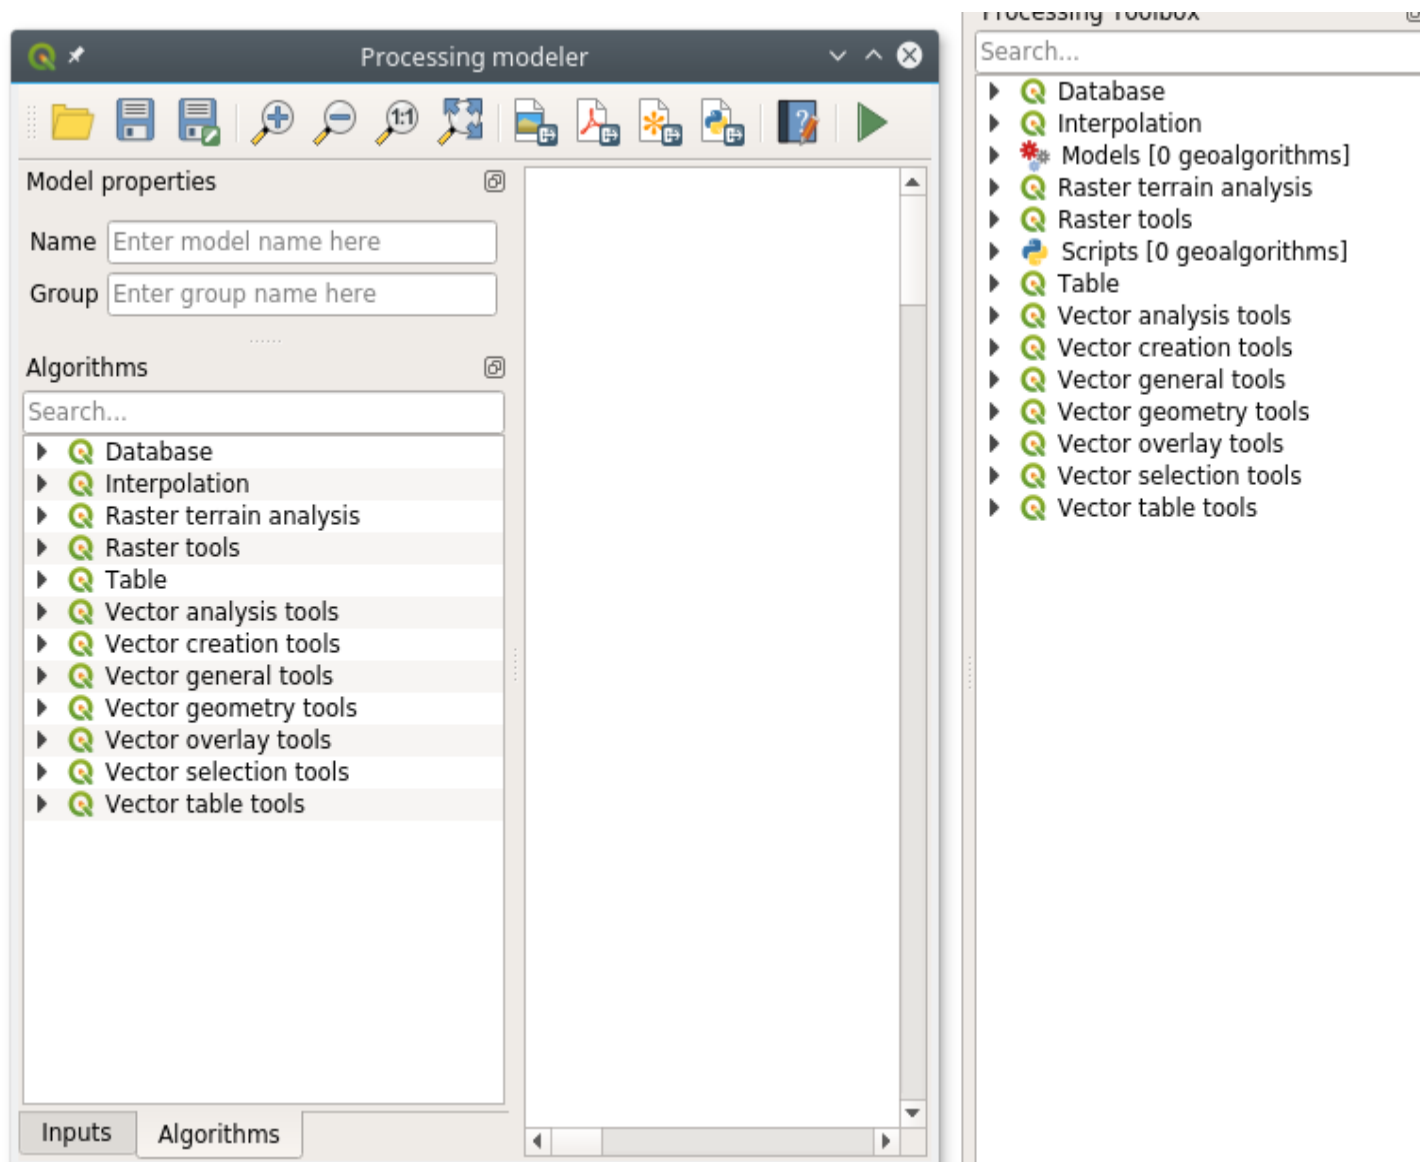 Processing modeler
1:1
Model properties
Name Enter model name here
Group Enter group name here
Algorithms
Search...
Database
Interpolation
Raster terrain analysis
Raster tools
Table
Vector analysis tools
Vector creation tools
Vector general tools
Vector geometry tools
Vector overlay tools
Vector selection tools
Vector table tools
Inputs
Algorithms
Processing Toolbox
Search...
Database
Interpolation
Models [0 geoalgorithms]
Raster terrain analysis
Raster tools
Scripts [0 geoalgorithms]
Table
Vector analysis tools
Vector creation tools
Vector general tools
Vector geometry tools
Vector overlay tools
Vector selection tools
Vector table tools